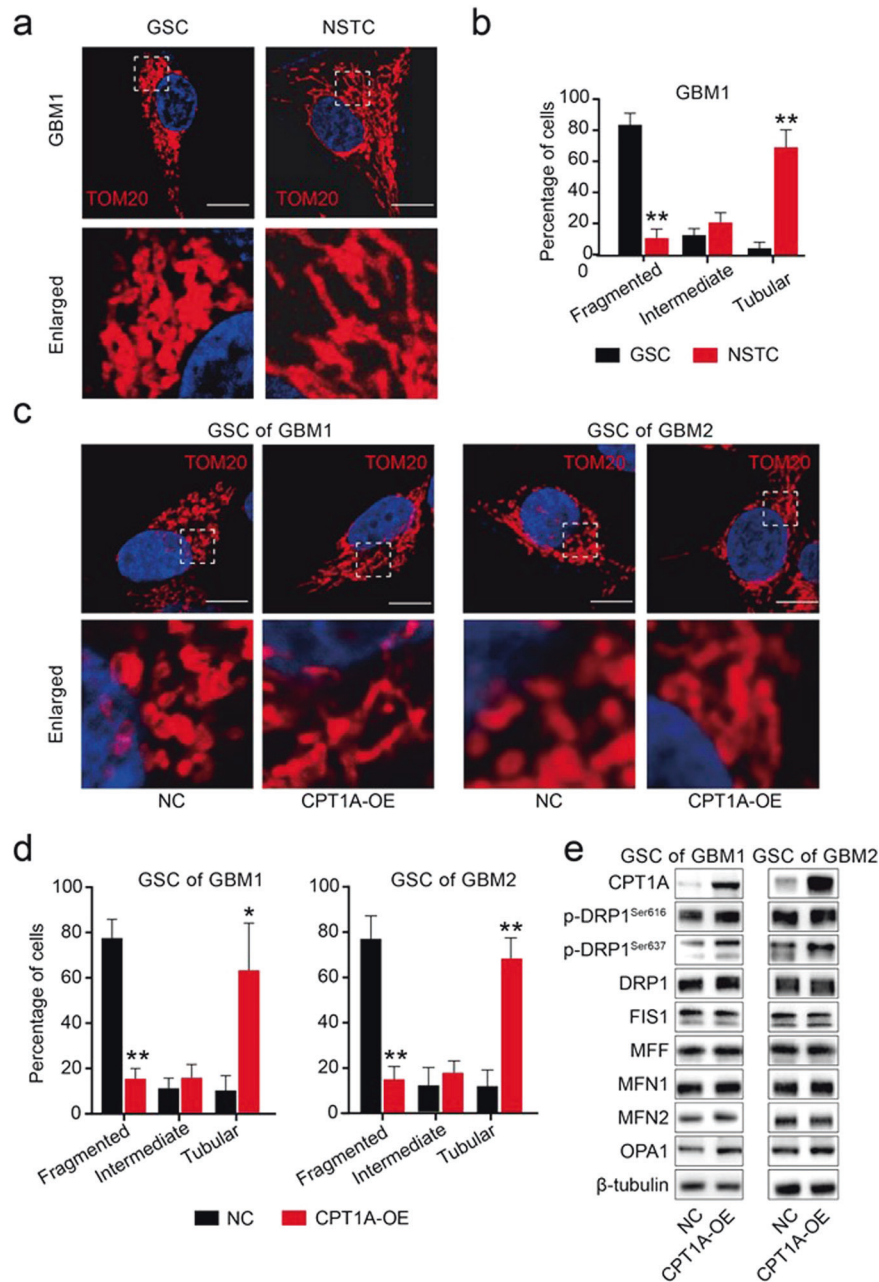 a
GSC NSTC
GBM1
TOM20 TOM20
Enlarged
b
GBM1
Percentage of cells
100
80
60
40
20
0
** **
Fragmented Intermediate Tubular
GSC NSTC
c
GSC of GBM1 GSC of GBM2
TOM20 TOM20 TOM20 TOM20
Enlarged
NC CPT1A-OE NC CPT1A-OE
d
GSC of GBM1
Percentage of cells
100
80
60
40
20
0
** *
Fragmented Intermediate Tubular
GSC of GBM2
100
80
60
40
20
0
** **
Fragmented Intermediate Tubular
NC CPT1A-OE
e
GSC of GBM1 GSC of GBM2
CPT1A
p-DRP1Ser616
p-DRP1Ser637
DRP1
FIS1
MFF
MFN1
MFN2
OPA1
β-tubulin
NC CPT1A-OE NC CPT1A-OE